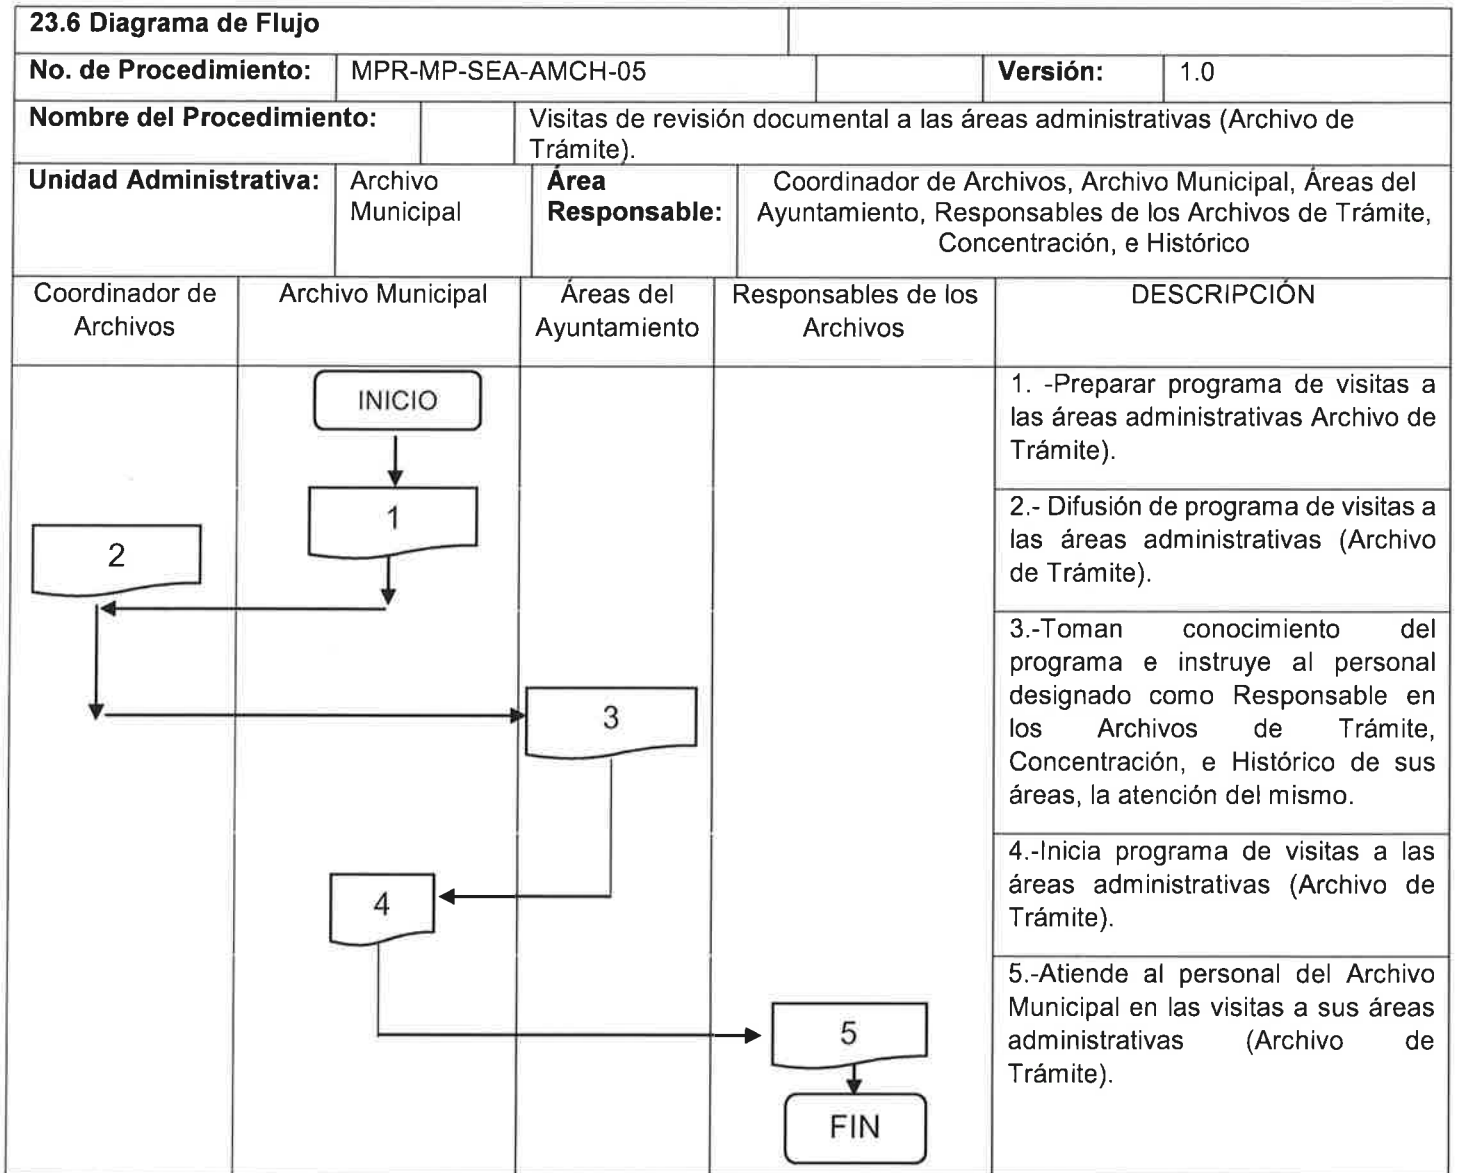 23.6 Diagrama de Flujo
No. de Procedimiento: MPR-MP-SEA-AMCH-05 Versión: 1.0
Nombre del Procedimiento: Visitas de revisión documental a las áreas administrativas (Archivo de
Trámite).
Unidad Administrativa:
Archivo
Municipal
Área
Responsable:
Coordinador de Archivos, Archivo Municipal, Áreas del
Ayuntamiento, Responsables de los Archivos de Trámite,
Concentración, e Histórico
Coordinador de
Archivos
Archivo Municipal
Áreas del
Ayuntamiento
Responsables de los
Archivos
DESCRIPCIÓN
INICIO
1
2
3
4
5
FIN
1. -Preparar programa de visitas a
las áreas administrativas Archivo de
Trámite).
2.- Difusión de programa de visitas a
las áreas administrativas (Archivo
de Trámite).
3.-Toman conocimiento del
programa e instruye al personal
designado como Responsable en
los Archivos de Trámite,
Concentración, e Histórico de sus
áreas, la atención del mismo.
4.-Inicia programa de visitas a las
áreas administrativas (Archivo de
Trámite).
5.-Atiende al personal del Archivo
Municipal en las visitas a sus áreas
administrativas (Archivo de
Trámite).